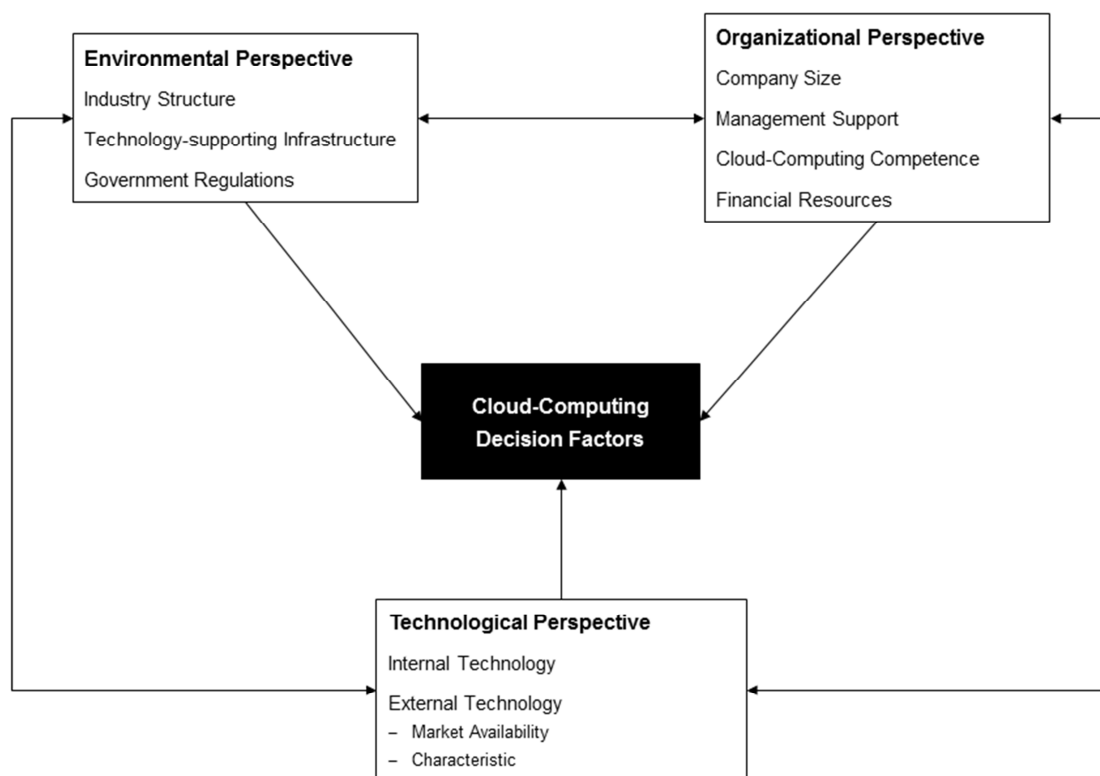 Environmental Perspective
Industry Structure
Technology-supporting Infrastructure
Government Regulations
Organizational Perspective
Company Size
Management Support
Cloud-Computing Competence
Financial Resources
Cloud-Computing
Decision Factors
Technological Perspective
Internal Technology
External Technology
– Market Availability
– Characteristic